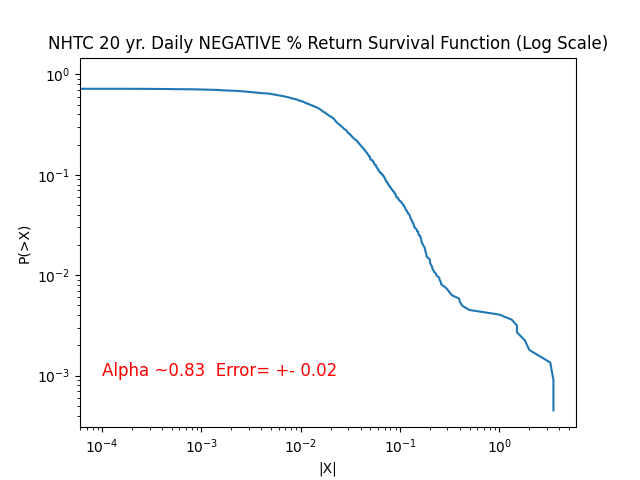 NHTC 20 yr. Daily NEGATIVE % Return Survival Function (Log Scale)
10⁰
10⁻¹
P(>X)
10⁻²
10⁻³
Alpha ~0.83  Error= +- 0.02
10⁻⁴ 10⁻³ 10⁻² 10⁻¹ 10⁰
|X|